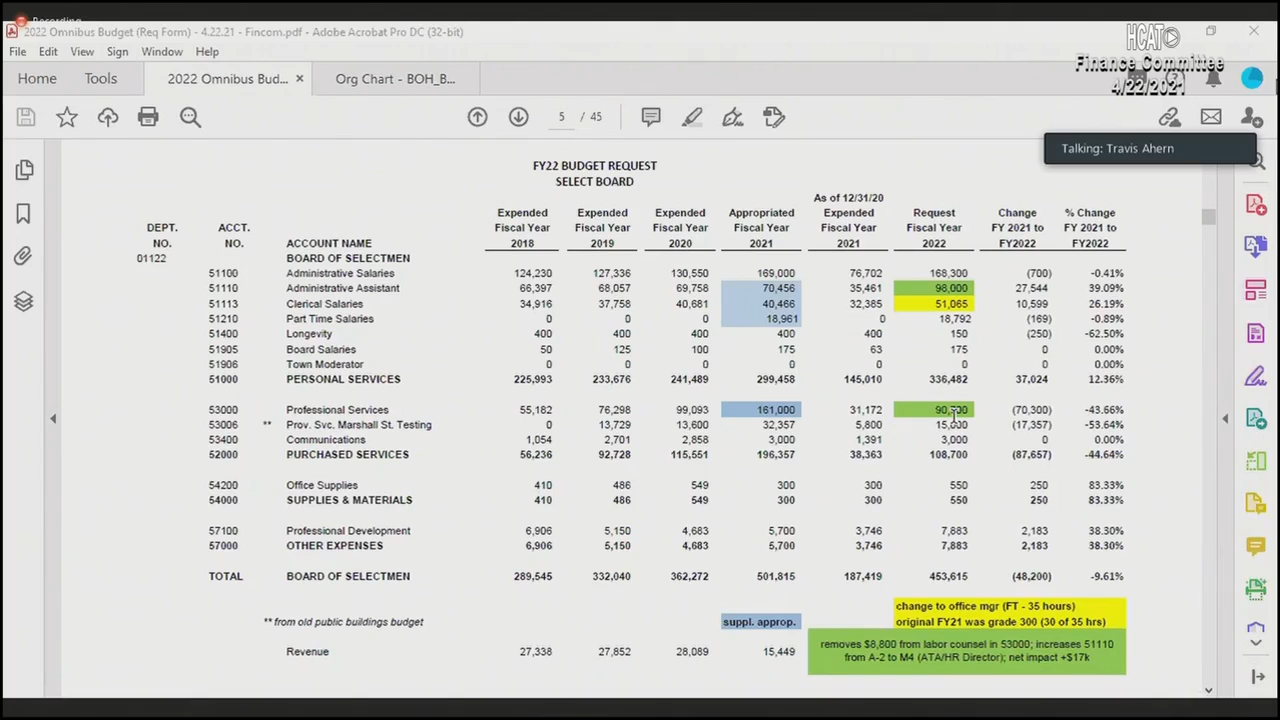 Recording
2022 Omnibus Budget (Req Form) - 4.22.21 - Fincom.pdf - Adobe Acrobat Pro DC (32-bit)
HCAT
File Edit View Sign Window Help
Finance Committee
4/22/2021
Home Tools 2022 Omnibus Bud... × Org Chart - BOH_B...
5 / 45
Talking: Travis Ahern
FY22 BUDGET REQUEST
SELECT BOARD
As of 12/31/20
Expended Expended Expended Appropriated Expended Request Change % Change
DEPT. ACCT. Fiscal Year Fiscal Year Fiscal Year Fiscal Year Fiscal Year Fiscal Year FY 2021 to FY 2021 to
NO. NO. ACCOUNT NAME 2018 2019 2020 2021 2021 2022 FY2022 FY2022
01122 BOARD OF SELECTMEN
51100 Administrative Salaries 124,230 127,336 130,550 169,000 76,702 168,300 (700) -0.41%
51110 Administrative Assistant 66,397 68,057 69,758 70,456 35,461 98,000 27,544 39.09%
51113 Clerical Salaries 34,916 37,758 40,681 40,466 32,385 51,065 10,599 26.19%
51210 Part Time Salaries 0 0 0 18,961 0 18,792 (169) -0.89%
51400 Longevity 400 400 400 400 400 150 (250) -62.50%
51905 Board Salaries 50 125 100 175 63 175 0 0.00%
51906 Town Moderator 0 0 0 0 0 0 0 0.00%
51000 PERSONAL SERVICES 225,993 233,676 241,489 299,458 145,010 336,482 37,024 12.36%
53000 Professional Services 55,182 76,298 99,093 161,000 31,172 90,700 (70,300) -43.66%
53006 ** Prov. Svc. Marshall St. Testing 0 13,729 13,600 32,357 5,800 15,000 (17,357) -53.64%
53400 Communications 1,054 2,701 2,858 3,000 1,391 3,000 0 0.00%
52000 PURCHASED SERVICES 56,236 92,728 115,551 196,357 38,363 108,700 (87,657) -44.64%
54200 Office Supplies 410 486 549 300 300 550 250 83.33%
54000 SUPPLIES & MATERIALS 410 486 549 300 300 550 250 83.33%
57100 Professional Development 6,906 5,150 4,683 5,700 3,746 7,883 2,183 38.30%
57000 OTHER EXPENSES 6,906 5,150 4,683 5,700 3,746 7,883 2,183 38.30%
TOTAL BOARD OF SELECTMEN 289,545 332,040 362,272 501,815 187,419 453,615 (48,200) -9.61%
change to office mgr (FT - 35 hours)
** from old public buildings budget suppl. approp. original FY21 was grade 300 (30 of 35 hrs)
removes $8,800 from labor counsel in 53000; increases 51110
Revenue 27,338 27,852 28,089 15,449 from A-2 to M4 (ATA/HR Director); net impact +$17k